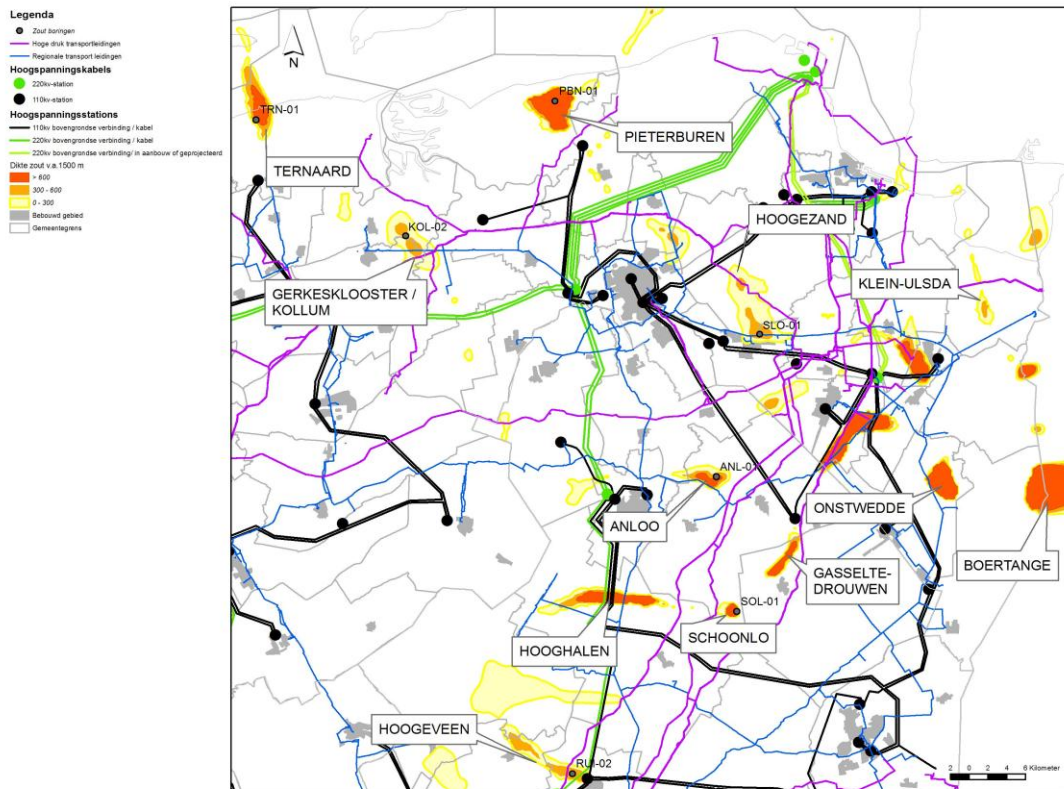 Legenda
Zout boringen
Hoge druk transportleidingen
Regionale transport leidingen
Hoogspanningskabels
220kv-station
110kv-station
Hoogspanningsstations
110kv bovengrondse verbinding / kabel
220kv bovengrondse verbinding / kabel
220kv bovengrondse verbinding/ in aanbouw of geprojecteerd
Dikte zout v.a.1500 m
> 600
300 - 600
0 - 300
Bebouwd gebied
Gemeentegrens
N
TRN-01
PBN-01
PIETERBUREN
TERNAARD
KOL-02
HOOGEZAND
GERKESKLOOSTER /
KOLLUM
KLEIN-ULSDA
SLO-01
ANL-01
ANLOO
ONSTWEDDE
BOERTANGE
GASSELTE-
DROUWEN
SOL-01
SCHOONLO
HOOGHALEN
HOOGEVEEN
RUI-02
2 0 2 4 6 Kilometer